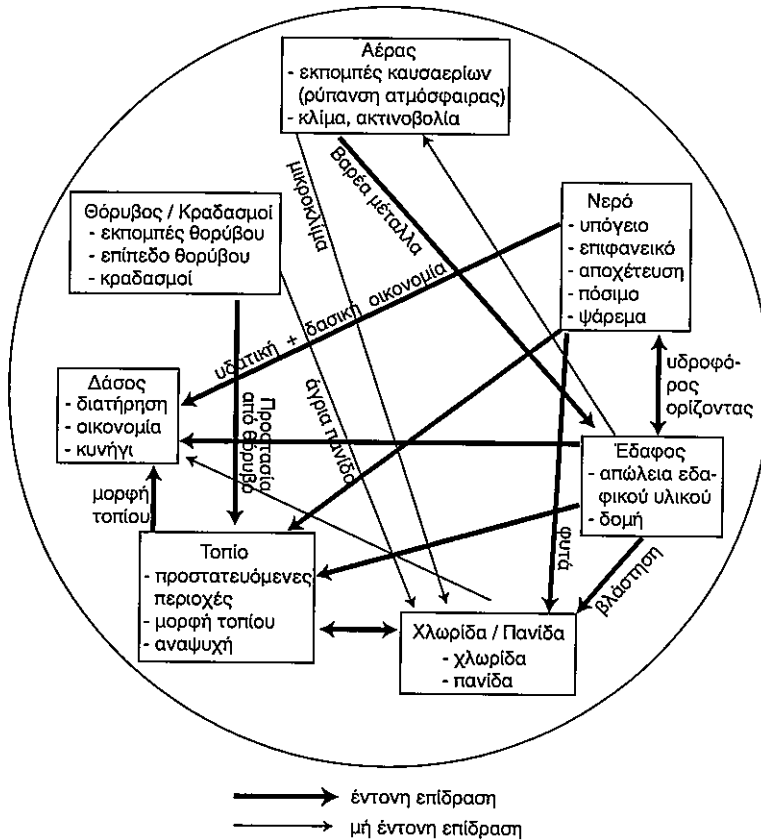 Αέρας
- εκπομπές καυσαερίων
(ρύπανση ατμόσφαιρας)
- κλίμα, ακτινοβολία
Θόρυβος / Κραδασμοί
- εκπομπές θορύβου
- επίπεδο θορύβου
- κραδασμοί
μικροκλίμα
Βαρέα μέταλλα
Νερό
- υπόγειο
- επιφανεικό
- αποχέτευση
- πόσιμο
- ψάρεμα
υδατική + δασική οικονομία
Δάσος
- διατήρηση
- οικονομία
- κυνήγι
Προστασία
από θόρυβο
άγρια πανίδα
υδροφό-
ρος
ορίζοντας
Έδαφος
- απώλεια εδα-
φικού υλικού
- δομή
μορφή
τοπίου
Τοπίο
- προστατευόμενες
περιοχές
- μορφή τοπίου
- αναψυχή
φυτά
βλάστηση
Χλωρίδα / Πανίδα
- χλωρίδα
- πανίδα
έντονη επίδραση
μή έντονη επίδραση